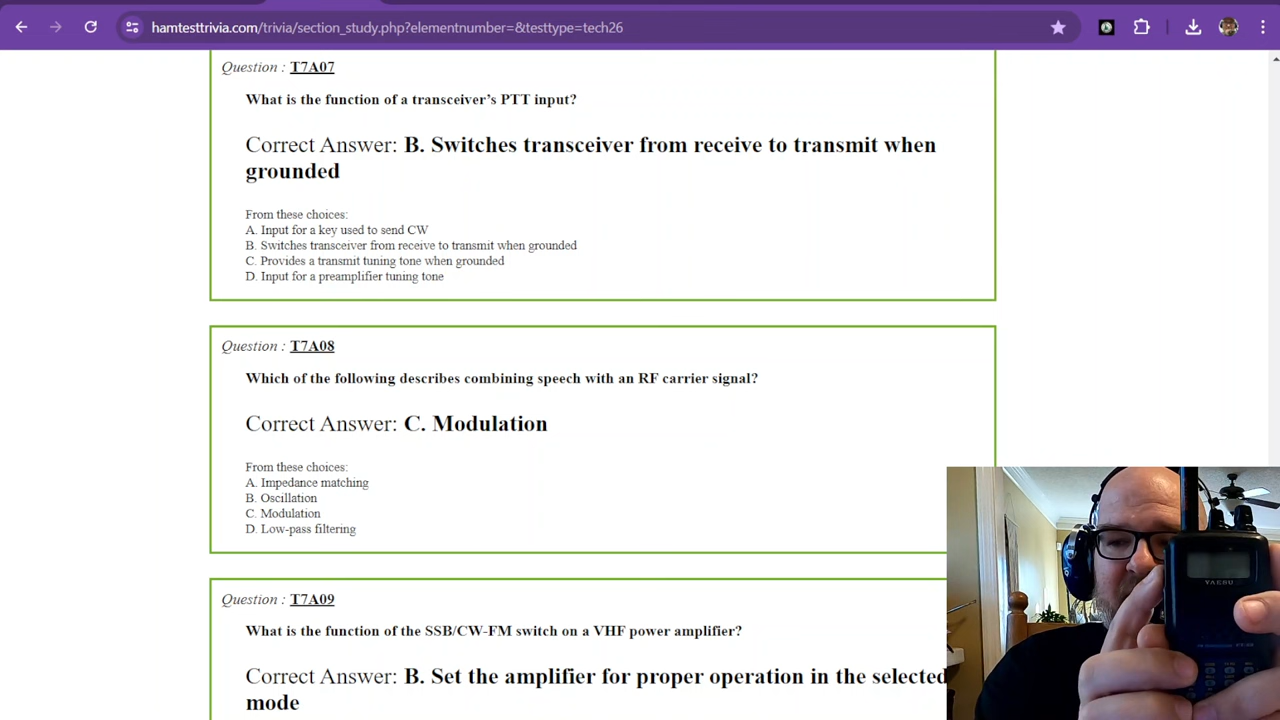 hamtesttrivia.com/trivia/section_study.php?elementnumber=&testtype=tech26
Question : T7A07
What is the function of a transceiver’s PTT input?
Correct Answer: B. Switches transceiver from receive to transmit when
grounded
From these choices:
A. Input for a key used to send CW
B. Switches transceiver from receive to transmit when grounded
C. Provides a transmit tuning tone when grounded
D. Input for a preamplifier tuning tone
Question : T7A08
Which of the following describes combining speech with an RF carrier signal?
Correct Answer: C. Modulation
From these choices:
A. Impedance matching
B. Oscillation
C. Modulation
D. Low-pass filtering
Question : T7A09
What is the function of the SSB/CW-FM switch on a VHF power amplifier?
Correct Answer: B. Set the amplifier for proper operation in the selected
mode
YAESU